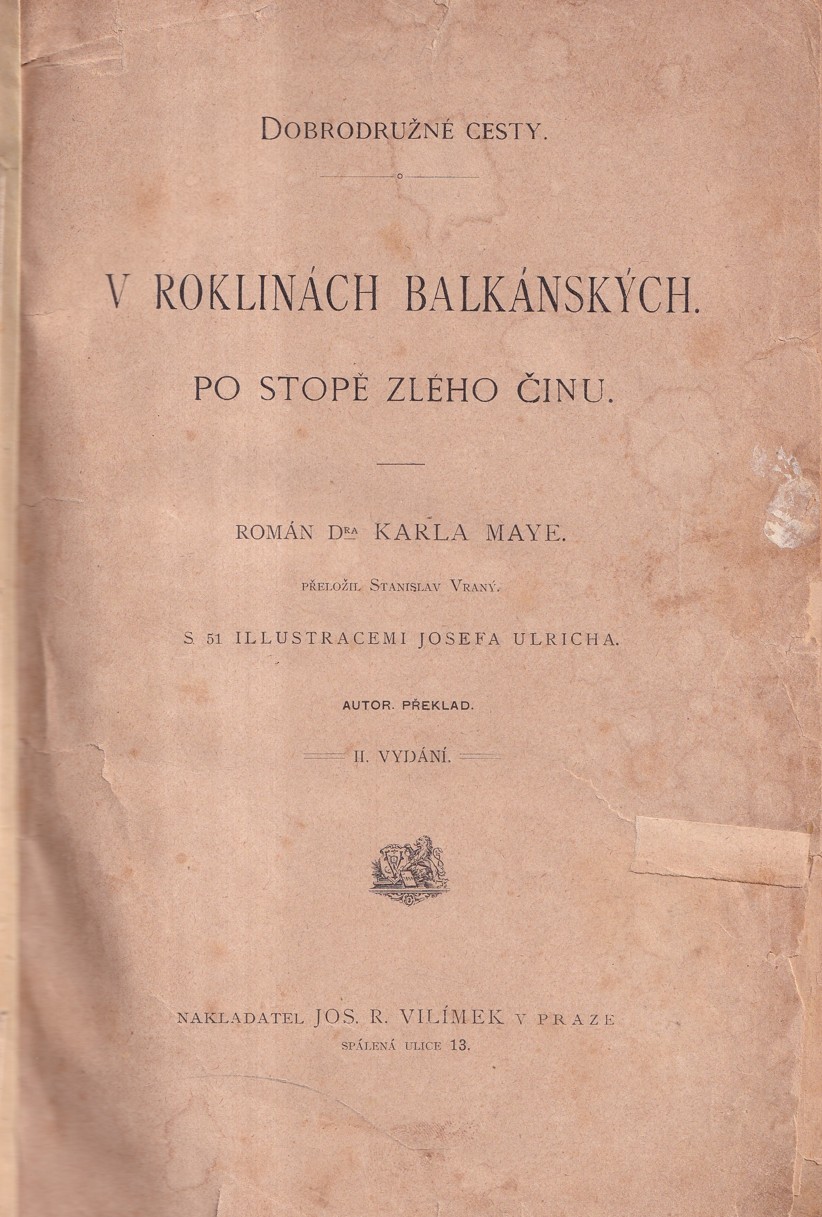 DOBRODRUŽNÉ CESTY.
V ROKLINÁCH BALKÁNSKÝCH.
PO STOPĚ ZLÉHO ČINU.
ROMÁN DRA KARLA MAYE.
PŘELOŽIL STANISLAV VRANÝ.
S 51 ILLUSTRACEMI JOSEFA ULRICHA.
AUTOR. PŘEKLAD.
II. VYDÁNÍ.
NAKLADATEL JOS. R. VILÍMEK V PRAZE
SPÁLENÁ ULICE 13.